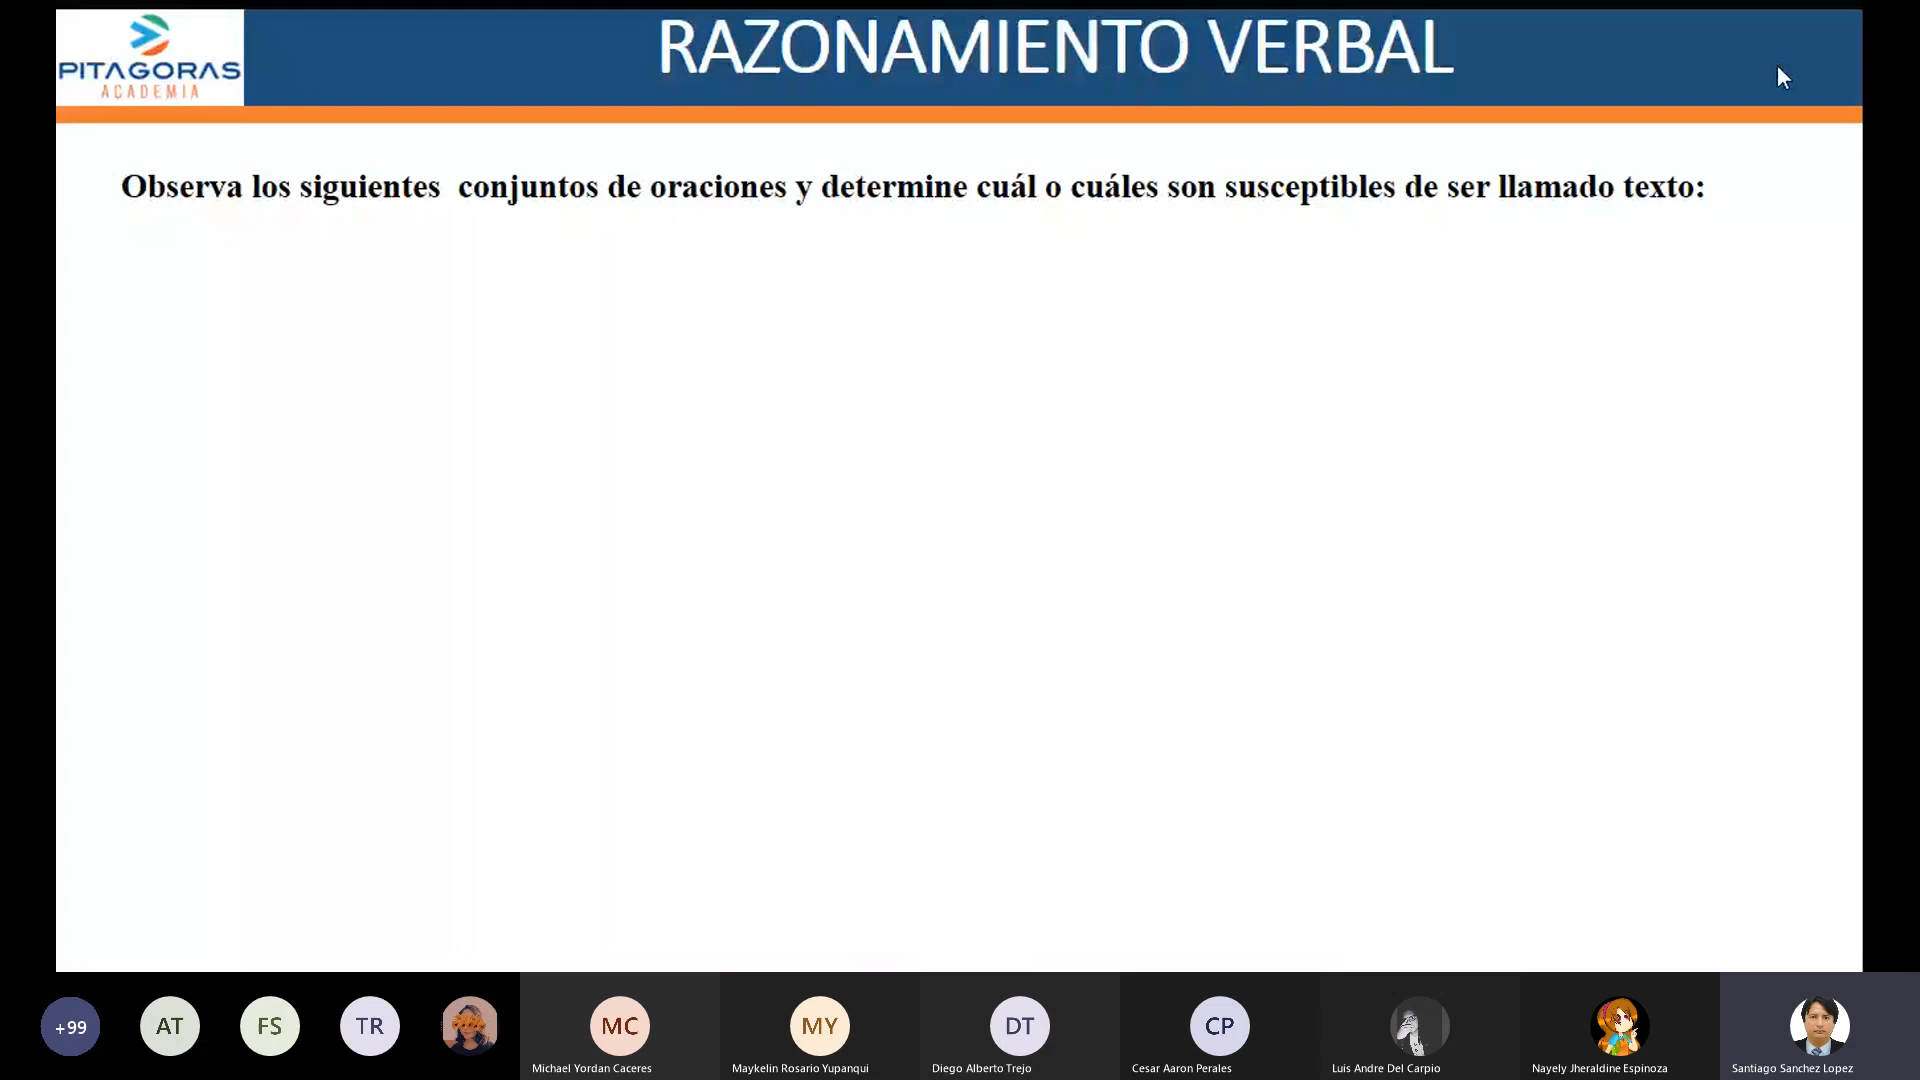 PITAGORAS
ACADEMIA
RAZONAMIENTO VERBAL
Observa los siguientes conjuntos de oraciones y determine cuál o cuáles son susceptibles de ser llamado texto:
+99
AT
FS
TR
MC
MY
DT
CP
Michael Yordan Caceres
Maykelin Rosario Yupanqui
Diego Alberto Trejo
Cesar Aaron Perales
Luis Andre Del Carpio
Nayely Jheraldine Espinoza
Santiago Sanchez Lopez